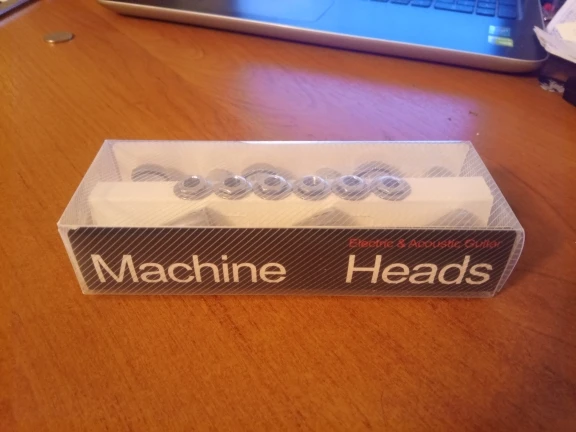 Electric & Acoustic Guitar
Machine Heads